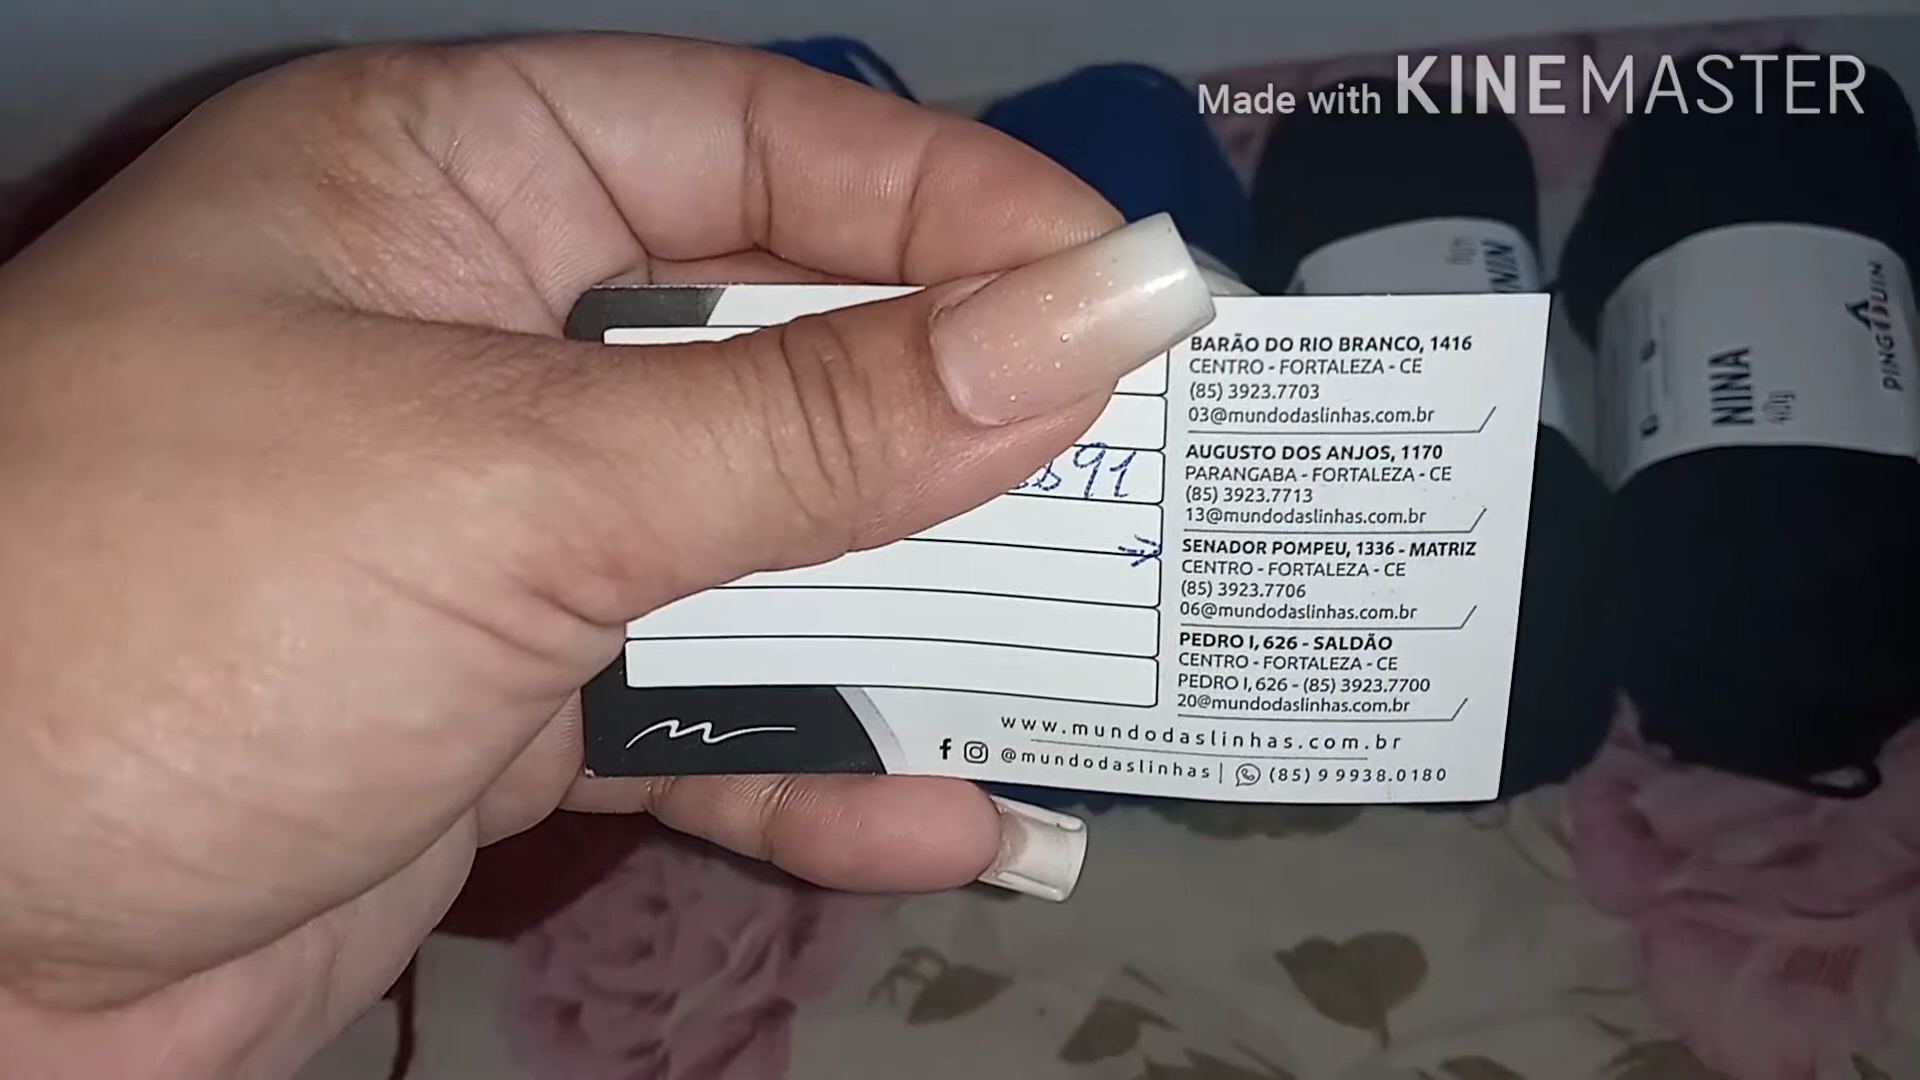 Made with KINEMASTER
BARÃO DO RIO BRANCO, 1416
CENTRO - FORTALEZA - CE
(85) 3923.7703
03@mundodaslinhas.com.br
AUGUSTO DOS ANJOS, 1170
PARANGABA - FORTALEZA - CE
(85) 3923.7713
13@mundodaslinhas.com.br
SENADOR POMPEU, 1336 - MATRIZ
CENTRO - FORTALEZA - CE
(85) 3923.7706
06@mundodaslinhas.com.br
PEDRO I, 626 - SALDÃO
CENTRO - FORTALEZA - CE
PEDRO I, 626 - (85) 3923.7700
20@mundodaslinhas.com.br
91
www.mundodaslinhas.com.br
@mundodaslinhas | (85) 9 9938.0180
NINA
40g
PINGOUIN